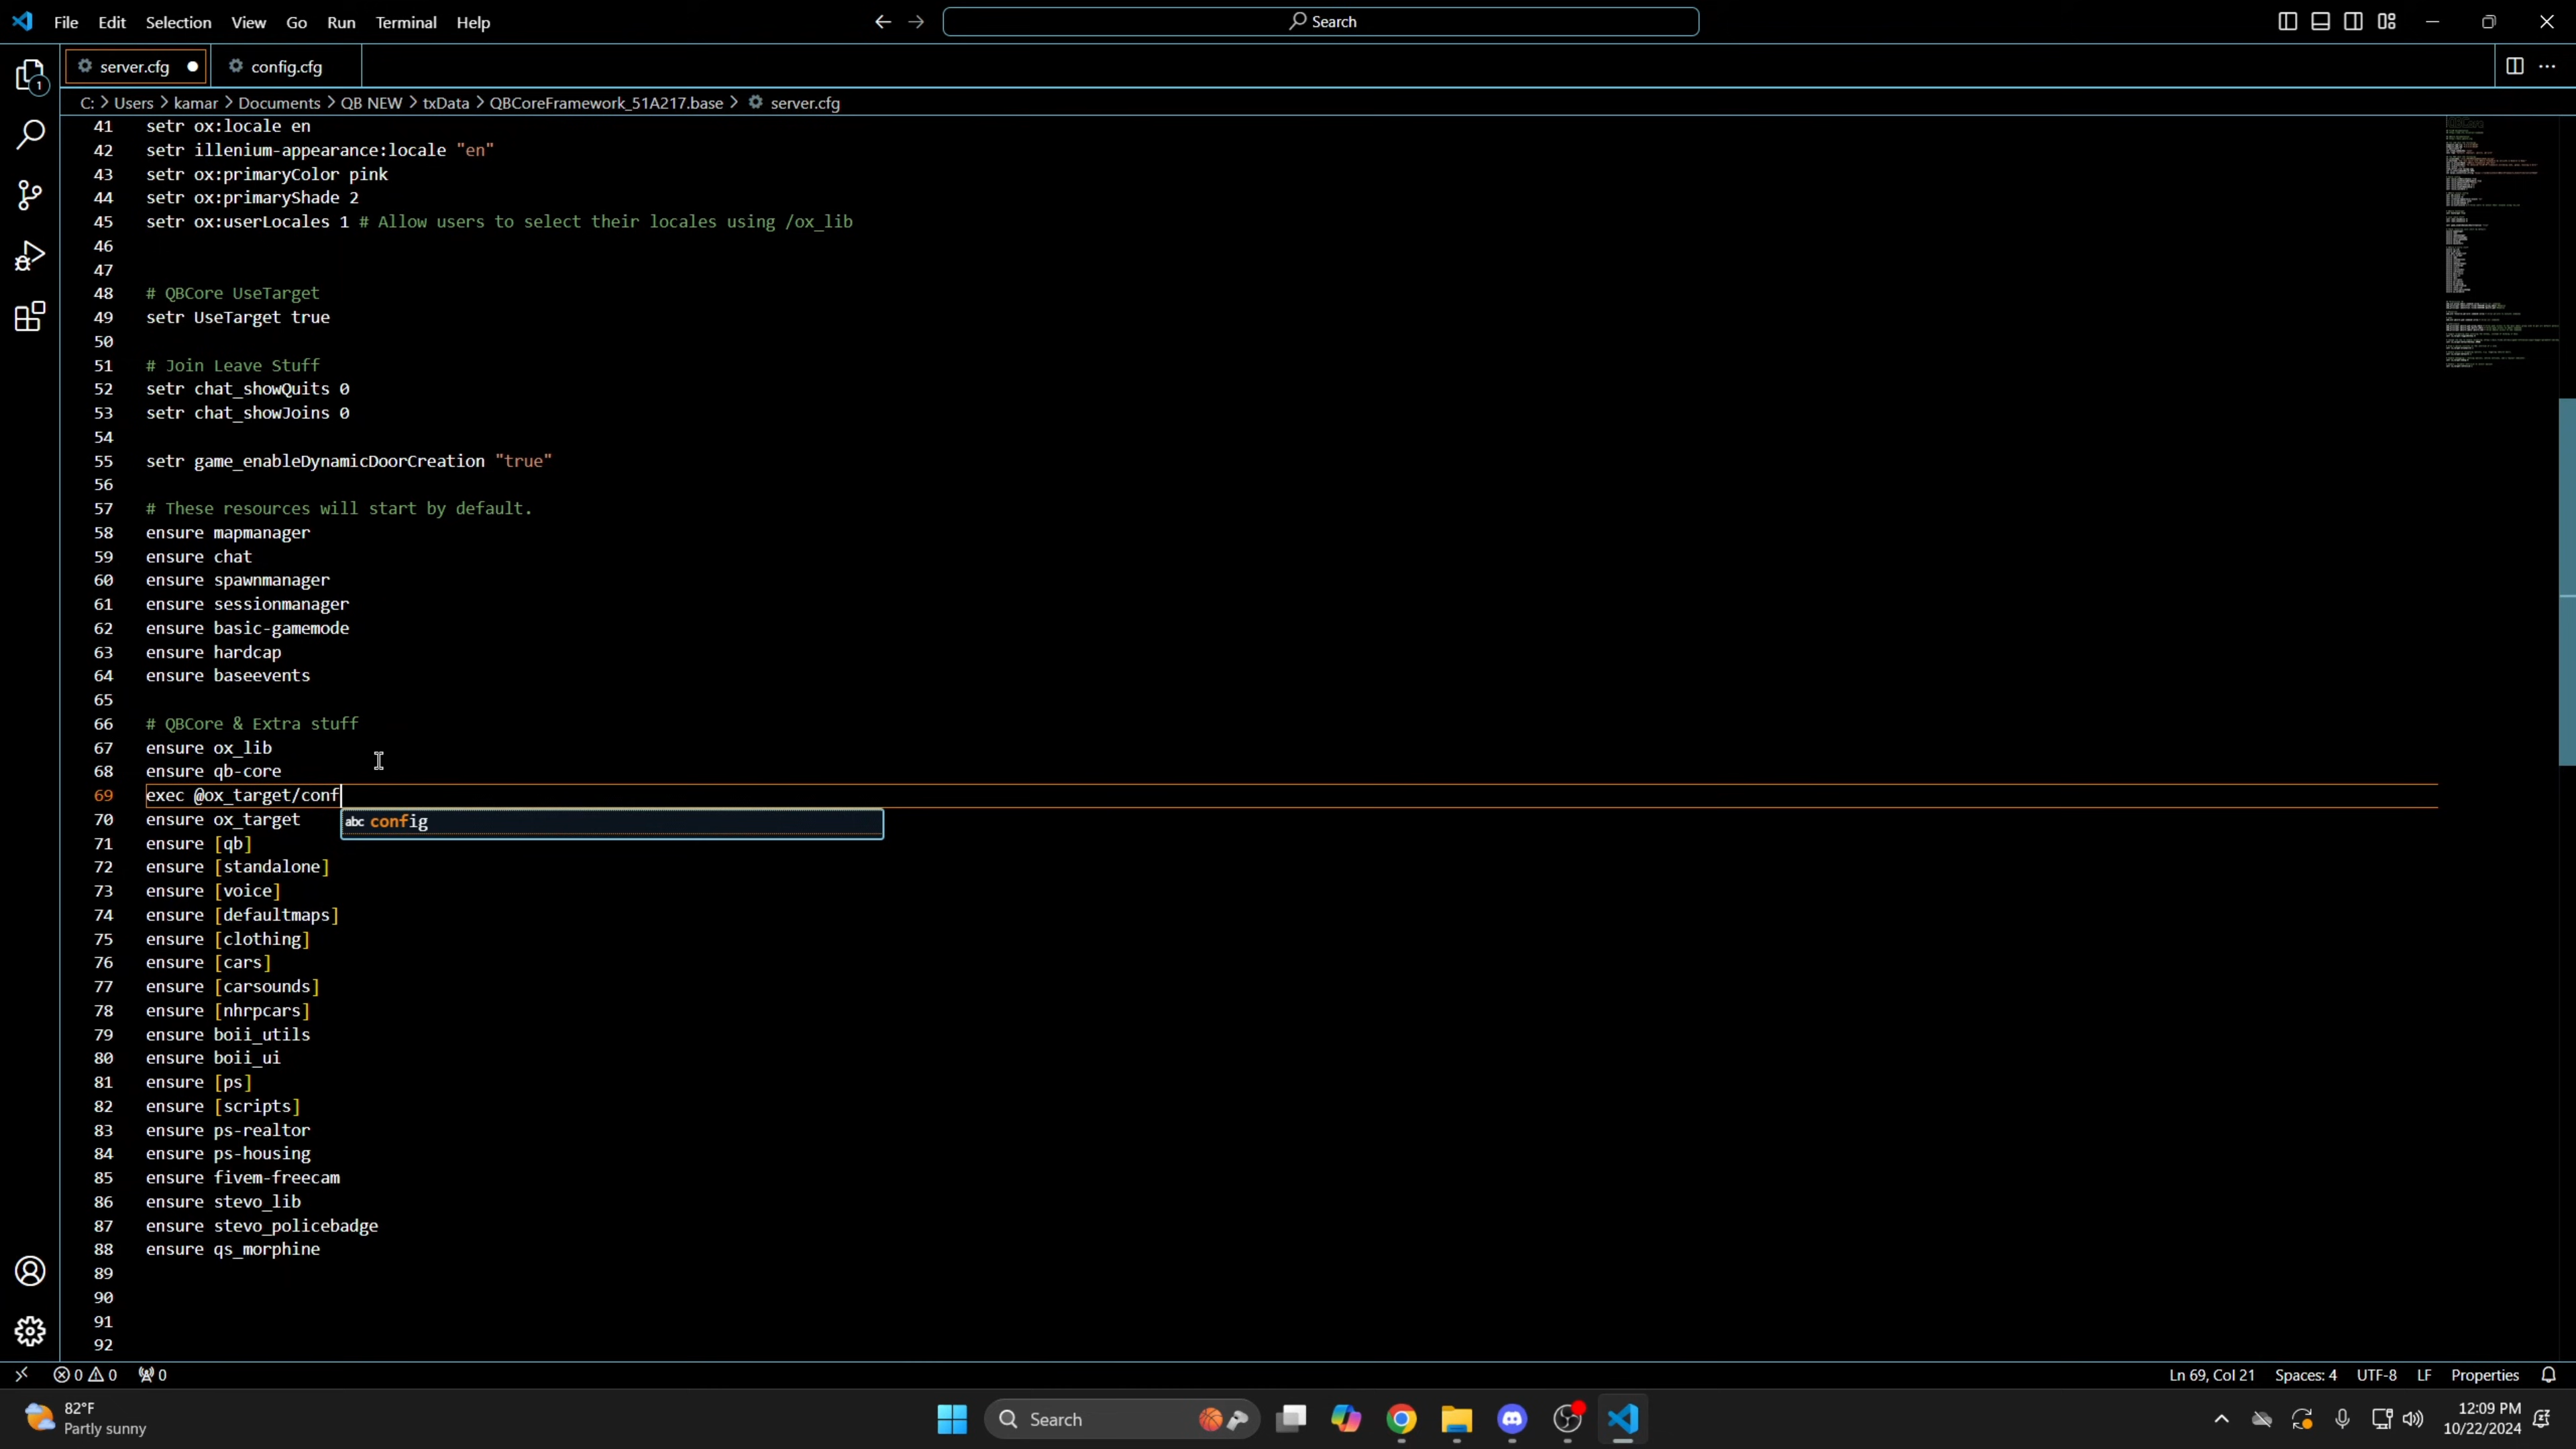 File Edit Selection View Go Run Terminal Help
Search
1
server.cfg
config.cfg
C: > Users > kamar > Documents > QB NEW > txData > QBCoreFramework_51A217.base > server.cfg
41 setr ox:locale en
42 setr illenium-appearance:locale "en"
43 setr ox:primaryColor pink
44 setr ox:primaryShade 2
45 setr ox:userLocales 1 # Allow users to select their locales using /ox_lib
46
47
48 # QBCore UseTarget
49 setr UseTarget true
50
51 # Join Leave Stuff
52 setr chat_showQuits 0
53 setr chat_showJoins 0
54
55 setr game_enableDynamicDoorCreation "true"
56
57 # These resources will start by default.
58 ensure mapmanager
59 ensure chat
60 ensure spawnmanager
61 ensure sessionmanager
62 ensure basic-gamemode
63 ensure hardcap
64 ensure baseevents
65
66 # QBCore & Extra stuff
67 ensure ox_lib
68 ensure qb-core
69 exec @ox_target/conf
70 ensure ox_target
abc config
71 ensure [qb]
72 ensure [standalone]
73 ensure [voice]
74 ensure [defaultmaps]
75 ensure [clothing]
76 ensure [cars]
77 ensure [carsounds]
78 ensure [nhrpcars]
79 ensure boii_utils
80 ensure boii_ui
81 ensure [ps]
82 ensure [scripts]
83 ensure ps-realtor
84 ensure ps-housing
85 ensure fivem-freecam
86 ensure stevo_lib
87 ensure stevo_policebadge
88 ensure qs_morphine
89
90
91
92
0 0 0
Ln 69, Col 21 Spaces: 4 UTF-8 LF Properties
82°F
Partly sunny
Search
12:09 PM
10/22/2024